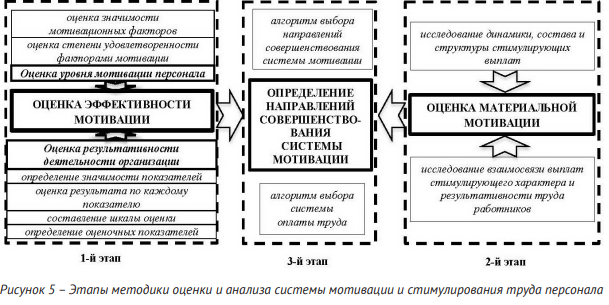 оценка значимости
мотивационных факторов
оценка степени удовлетворенности
факторами мотивации
Оценка уровня мотивации персонала
ОЦЕНКА ЭФФЕКТИВНОСТИ
МОТИВАЦИИ
Оценка результативности
деятельности организации
определение значимости показателей
оценка результата по каждому
показателю
составление шкалы оценки
определение оценочных показателей
1-й этап
алгоритм выбора
направлений
совершенствования
системы мотивации
ОПРЕДЕЛЕНИЕ
НАПРАВЛЕНИЙ
СОВЕРШЕНСТВО-
ВАНИЯ
СИСТЕМЫ
МОТИВАЦИИ
алгоритм выбора
системы
оплаты труда
3-й этап
исследование динамики, состава и
структуры стимулирующих
выплат
ОЦЕНКА МАТЕРИАЛЬНОЙ
МОТИВАЦИИ
исследование взаимосвязи выплат
стимулирующего характера и
результативности труда
работников
2-й этап
Рисунок 5 – Этапы методики оценки и анализа системы мотивации и стимулирования труда персонала